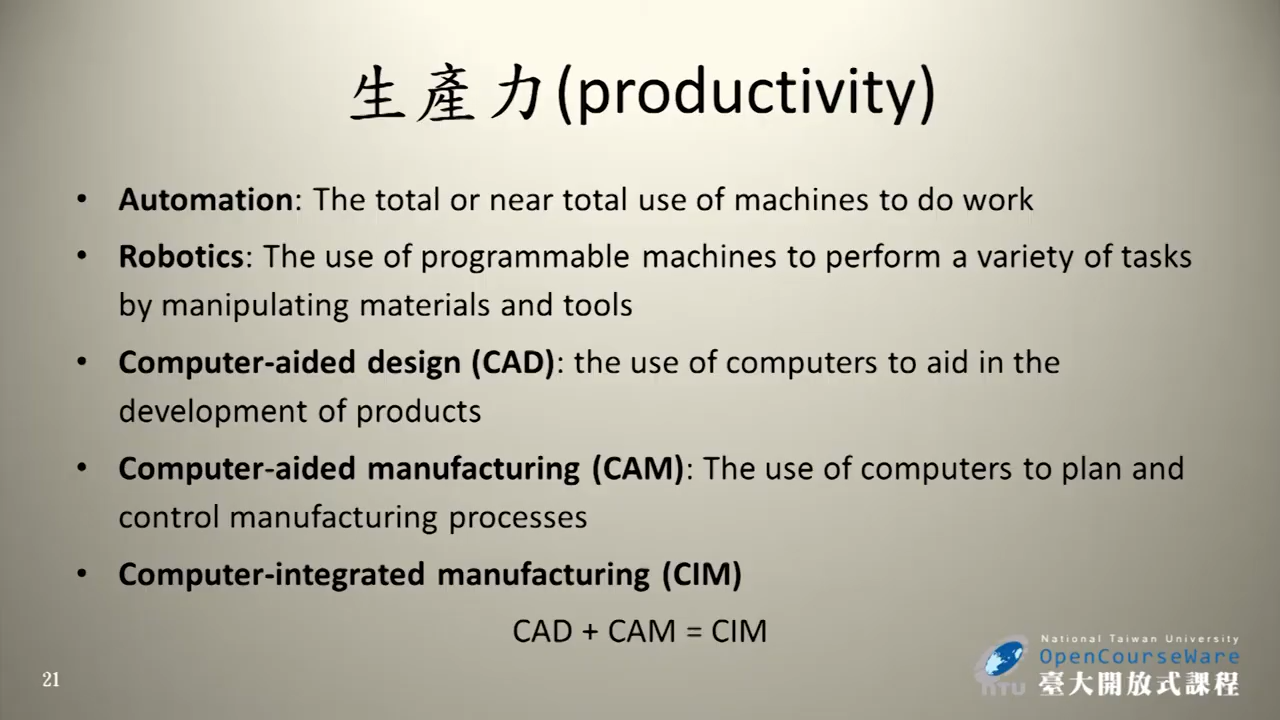 生產力(productivity)
• Automation: The total or near total use of machines to do work
• Robotics: The use of programmable machines to perform a variety of tasks
by manipulating materials and tools
• Computer-aided design (CAD): the use of computers to aid in the
development of products
• Computer-aided manufacturing (CAM): The use of computers to plan and
control manufacturing processes
• Computer-integrated manufacturing (CIM)
CAD + CAM = CIM
National Taiwan University
OpenCourseWare
NTU
臺大開放式課程
21